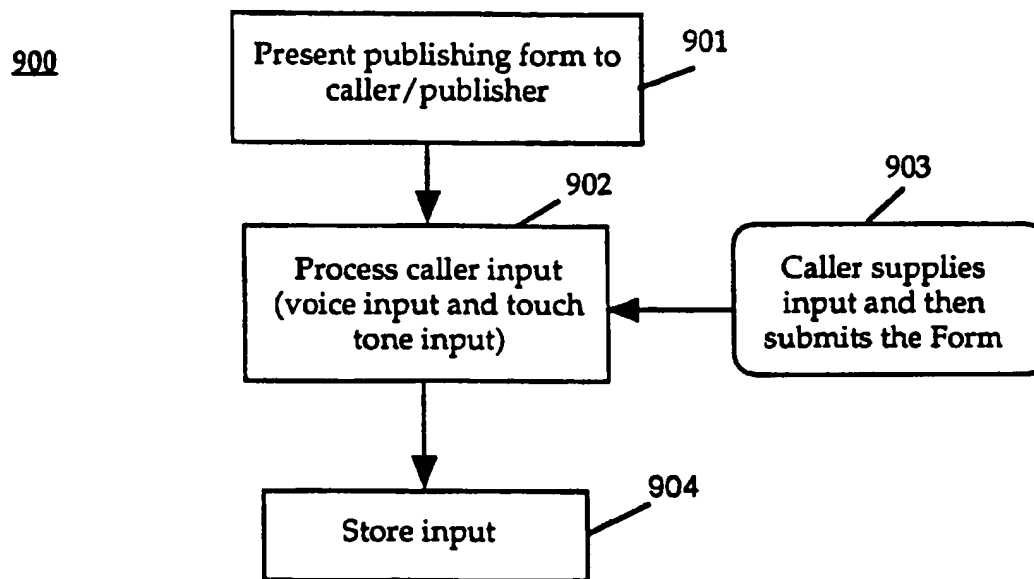 900
Present publishing form to
caller/publisher
901
902
Process caller input
(voice input and touch
tone input)
903
Caller supplies
input and then
submits the Form
904
Store input